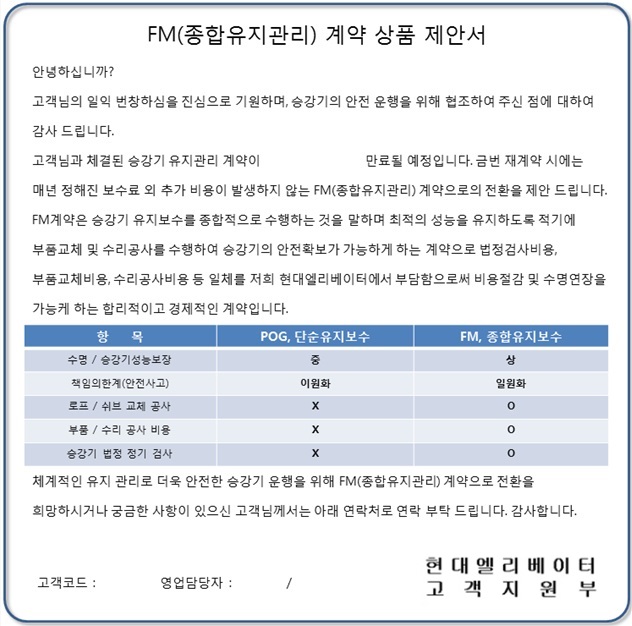 FM(종합유지관리) 계약 상품 제안서
안녕하십니까?
고객님의 일익 번창하심을 진심으로 기원하며, 승강기의 안전 운행을 위해 협조하여 주신 점에 대하여
감사 드립니다.
고객님과 체결된 승강기 유지관리 계약이 만료될 예정입니다. 금번 재계약 시에는
매년 정해진 보수료 외 추가 비용이 발생하지 않는 FM(종합유지관리) 계약으로의 전환을 제안 드립니다.
FM계약은 승강기 유지보수를 종합적으로 수행하는 것을 말하며 최적의 성능을 유지하도록 적기에
부품교체 및 수리공사를 수행하여 승강기의 안전확보가 가능하게 하는 계약으로 법정검사비용,
부품교체비용, 수리공사비용 등 일체를 저희 현대엘리베이터에서 부담함으로써 비용절감 및 수명연장을
가능케 하는 합리적이고 경제적인 계약입니다.
항 목 POG, 단순유지보수 FM, 종합유지보수
수명 / 승강기성능보장 중 상
책임의한계(안전사고) 이원화 일원화
로프 / 쉬브 교체 공사 X O
부품 / 수리 공사 비용 X O
승강기 법정 정기 검사 X O
체계적인 유지 관리로 더욱 안전한 승강기 운행을 위해 FM(종합유지관리) 계약으로 전환을
희망하시거나 궁금한 사항이 있으신 고객님께서는 아래 연락처로 연락 부탁 드립니다. 감사합니다.
현대엘리베이터
고객코드 : 영업담당자 : / 고객지원부